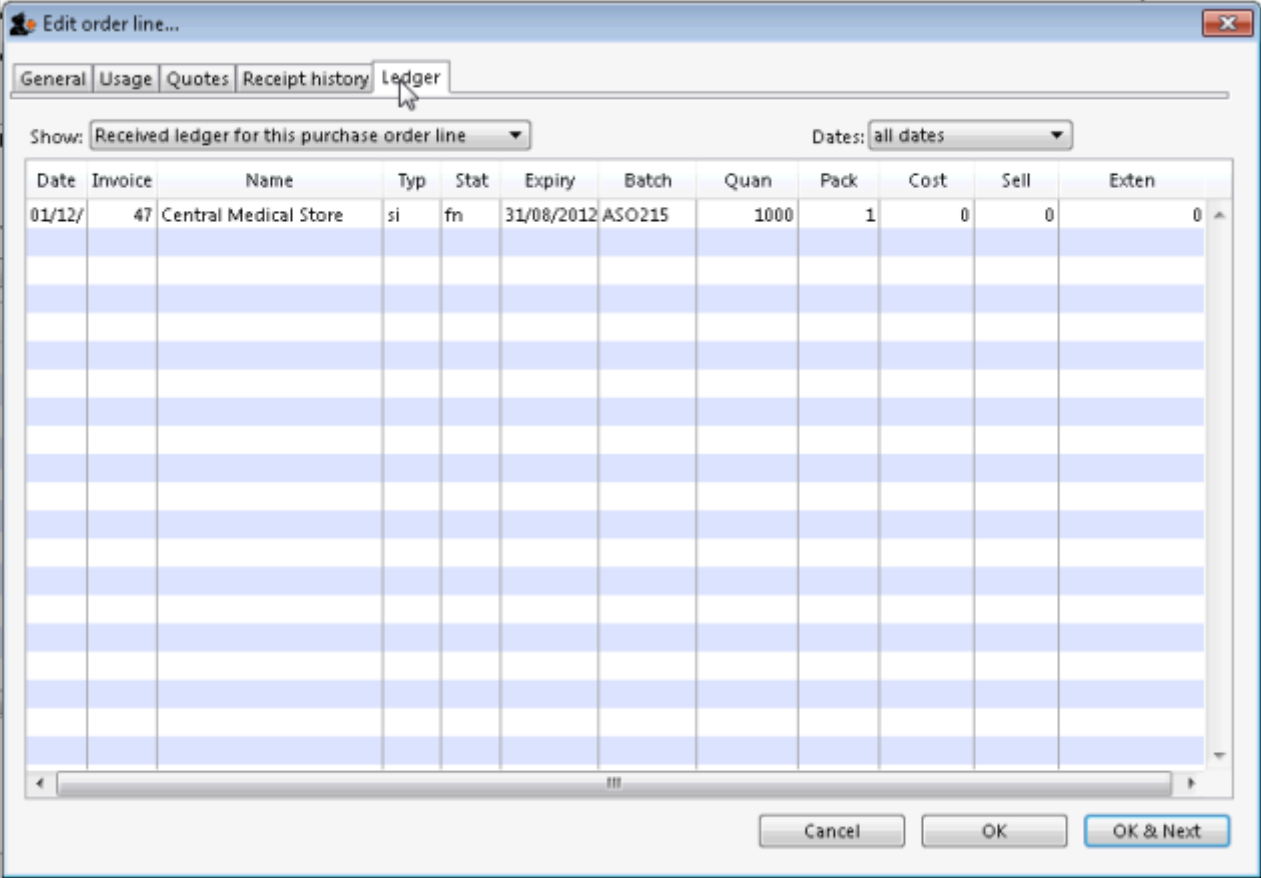 Edit order line...
General Usage Quotes Receipt history Ledger
Show: Received ledger for this purchase order line Dates: all dates
Date Invoice Name Typ Stat Expiry Batch Quan Pack Cost Sell Exten
01/12/ 47 Central Medical Store si fn 31/08/2012 ASO215 1000 1 0 0 0
Cancel OK OK & Next